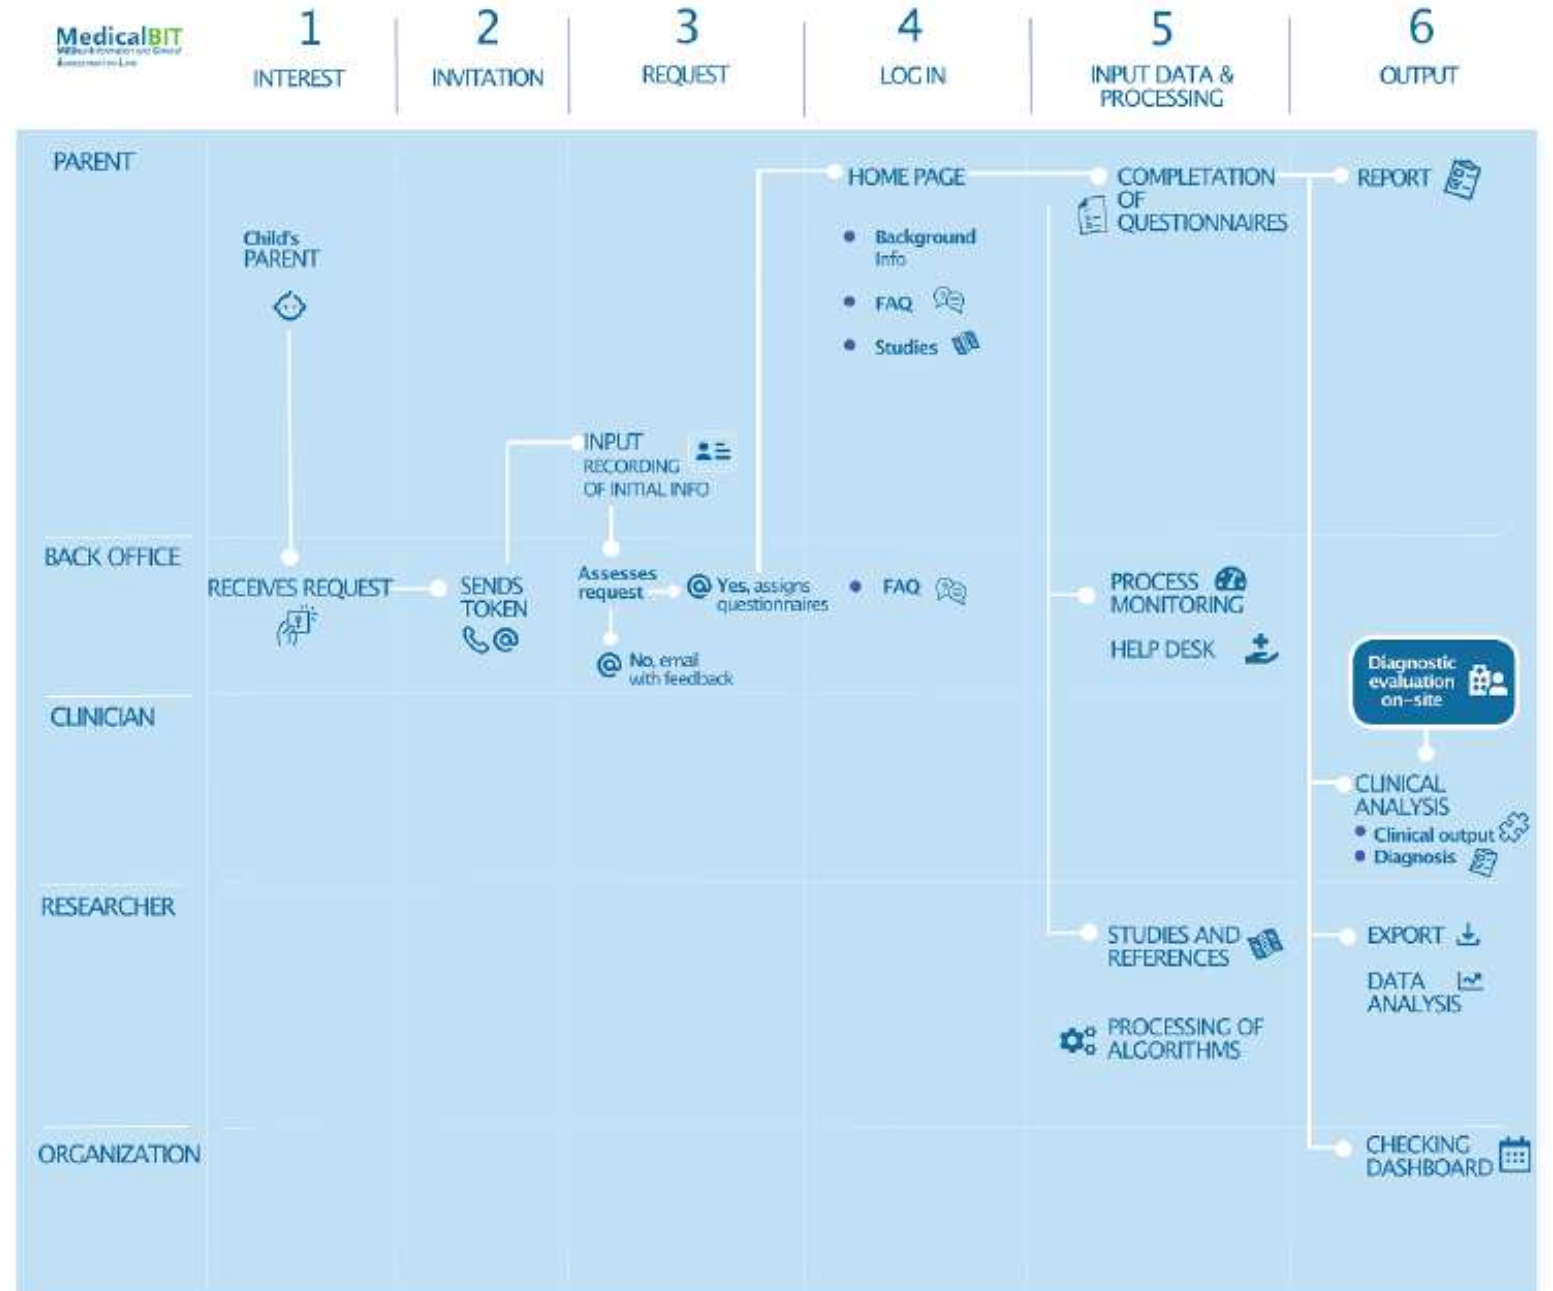 MedicalBIT
1
2
3
4
5
6
INTEREST
INVITATION
REQUEST
LOG IN
INPUT DATA &
PROCESSING
OUTPUT
PARENT
Child's
PARENT
INPUT
RECORDING
OF INITIAL INFO
HOME PAGE
Background
Info
FAQ
Studies
COMPLETATION
OF
QUESTIONNAIRES
REPORT
BACK OFFICE
RECEIVES REQUEST
SENDS
TOKEN
Assesses
request
@ Yes, assigns
questionnaires
@ No, email
with feedback
FAQ
PROCESS
MONITORING
HELP DESK
Diagnostic
evaluation
on-site
CLINICIAN
CLINICAL
ANALYSIS
Clinical output
Diagnosis
RESEARCHER
STUDIES AND
REFERENCES
PROCESSING OF
ALGORITHMS
EXPORT
DATA
ANALYSIS
ORGANIZATION
CHECKING
DASHBOARD